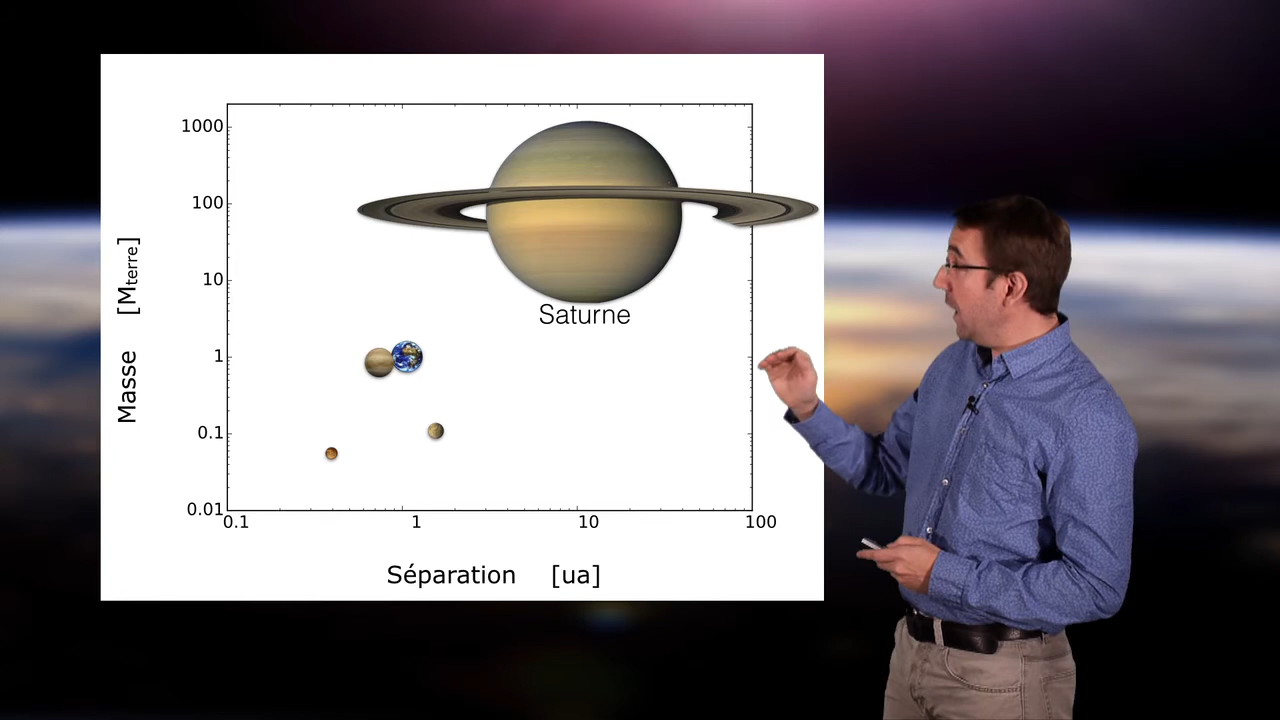 1000
100
10
1
0.1
0.01
Masse [Mterre]
Saturne
0.1 1 10 100
Séparation [ua]